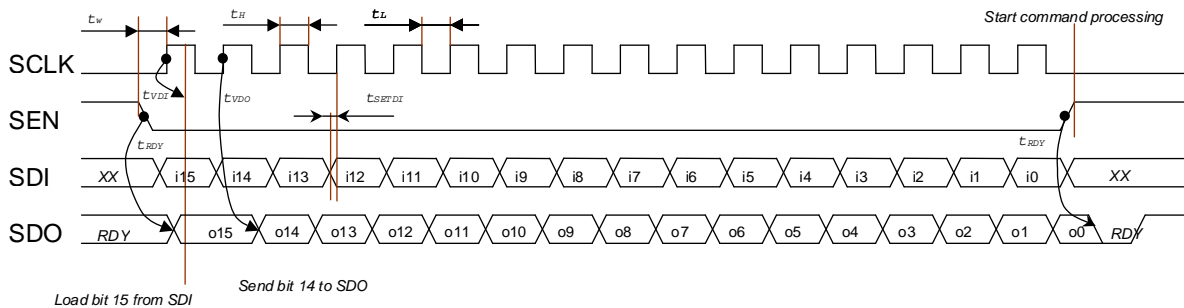 tW tH tL Start command processing
SCLK
tVDI tVDO tSETDI
SEN
tRDY tRDY
SDI XX i15 i14 i13 i12 i11 i10 i9 i8 i7 i6 i5 i4 i3 i2 i1 i0 XX
SDO RDY o15 o14 o13 o12 o11 o10 o9 o8 o7 o6 o5 o4 o3 o2 o1 o0 RDY
Send bit 14 to SDO
Load bit 15 from SDI